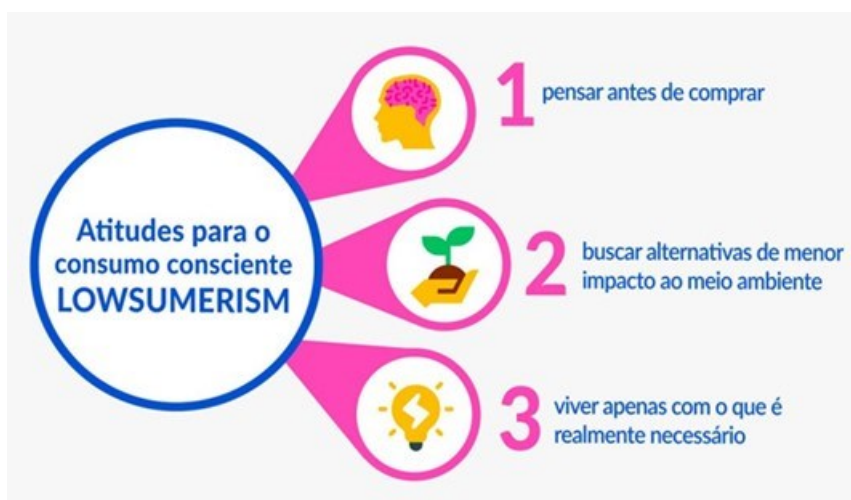 Atitudes para o
consumo consciente
LOWSUMERISM
1 pensar antes de comprar
2 buscar alternativas de menor
impacto ao meio ambiente
3 viver apenas com o que é
realmente necessário